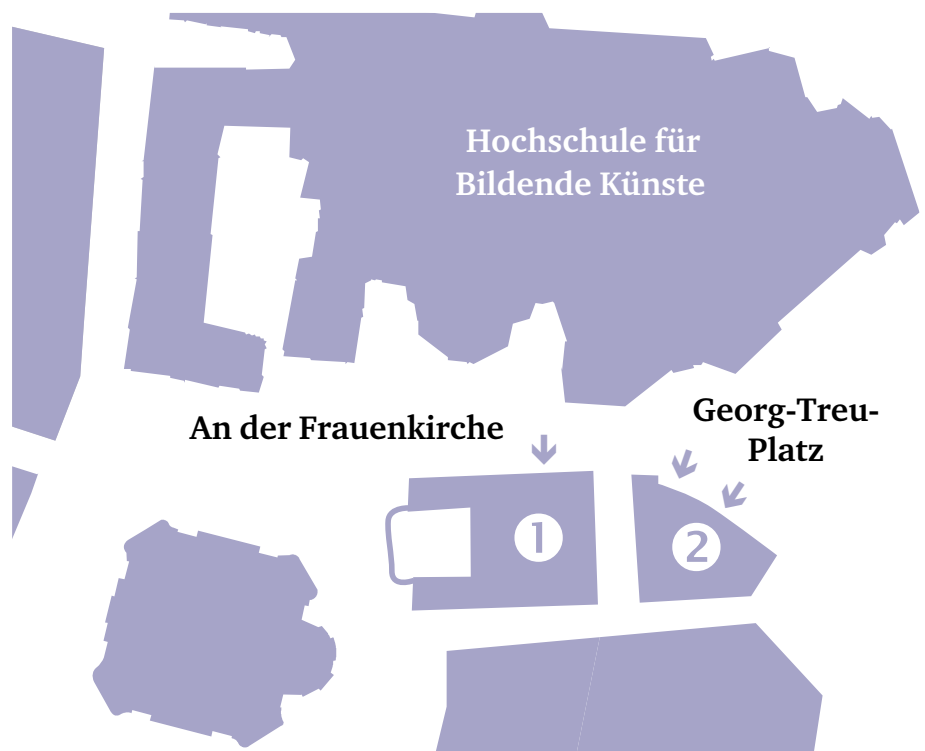 Hochschule für
Bildende Künste
An der Frauenkirche
Georg-Treu-
Platz
1
2